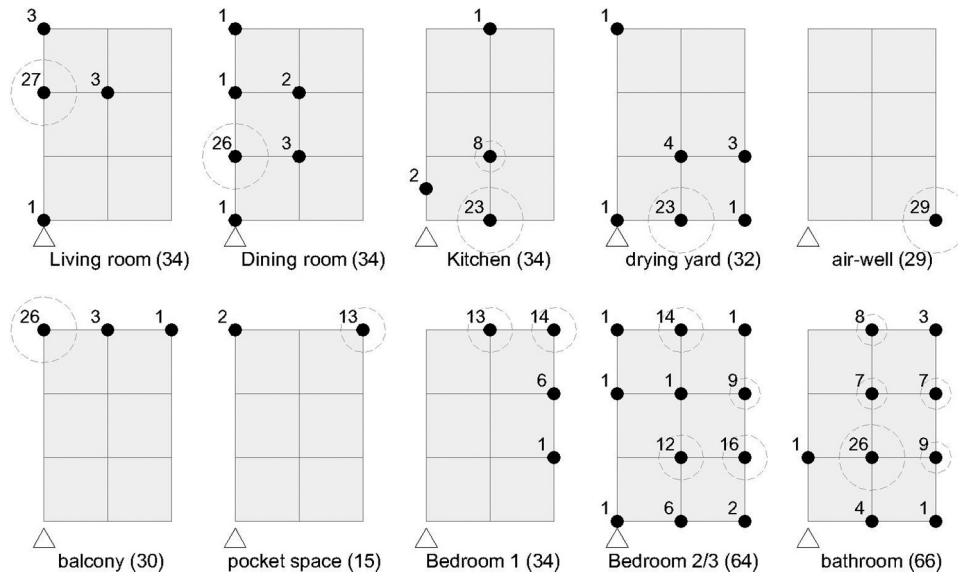 3 1 1 1
27 3 1 2
26 3 8 4 3
2
1 1 23 1 23 1 29
Living room (34) Dining room (34) Kitchen (34) drying yard (32) air-well (29)
26 3 1 2 13 13 14 1 14 1 8 3
6 1 1 9 7 7
1 12 16 1 26 9
1 6 2 4 1
balcony (30) pocket space (15) Bedroom 1 (34) Bedroom 2/3 (64) bathroom (66)